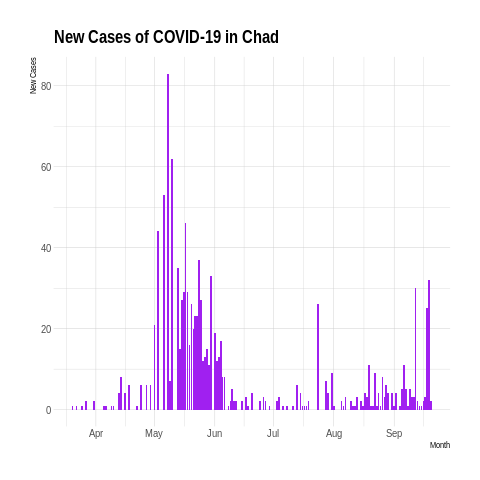 New Cases of COVID-19 in Chad
New Cases
80
60
40
20
0
Apr May Jun Jul Aug Sep
Month